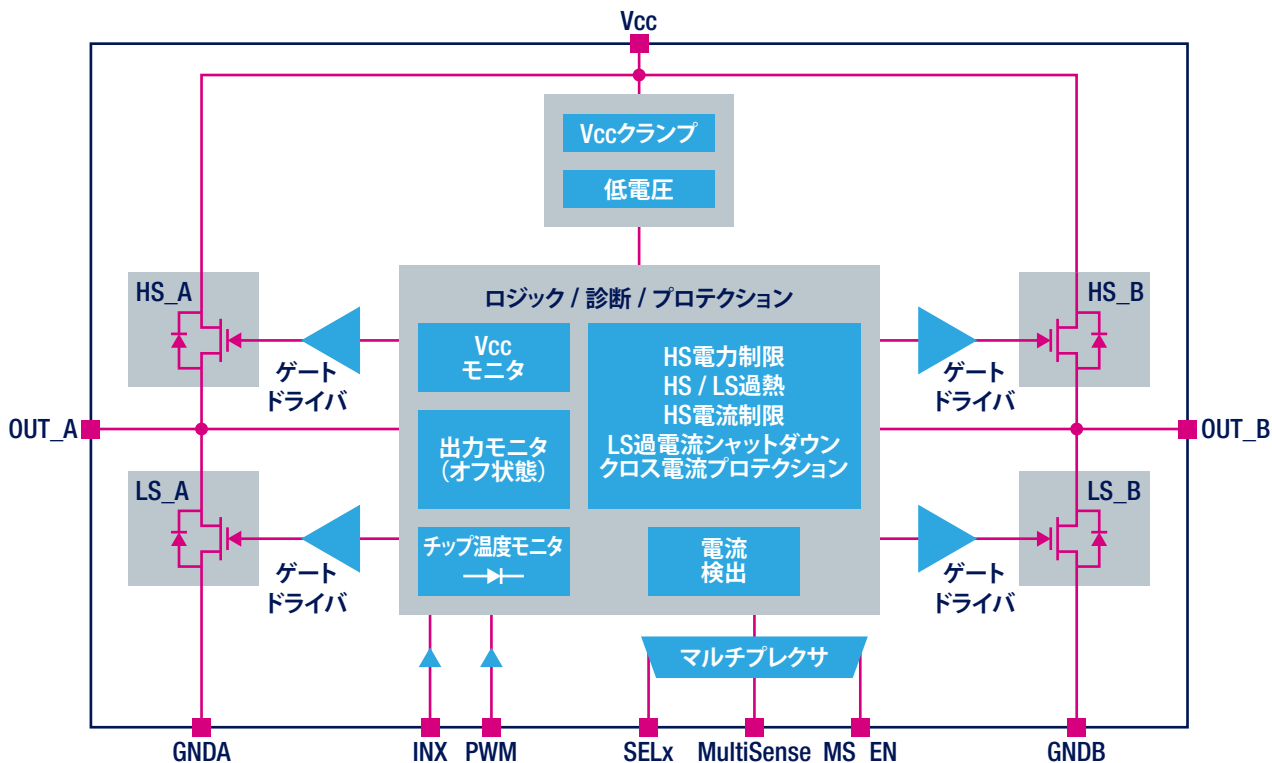 Vcc
Vccクランプ
低電圧
HS_A
ロジック / 診断 / プロテクション
HS_B
Vcc
モニタ
HS電力制限
HS / LS過熱
HS電流制限
LS過電流シャットダウン
クロス電流プロテクション
ゲート
ドライバ
ゲート
ドライバ
OUT_A
OUT_B
出力モニタ
(オフ状態)
LS_A
LS_B
チップ温度モニタ
電流
検出
ゲート
ドライバ
ゲート
ドライバ
マルチプレクサ
GNDA
INX
PWM
SELx
MultiSense
MS_EN
GNDB